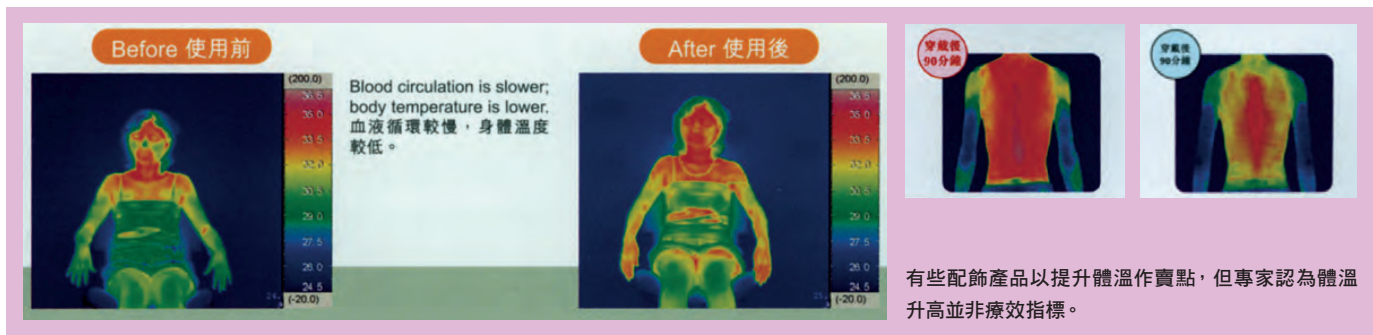 Before 使用前
(200.0)
36.5
35.0
33.5
32.0
30.5
29.0
27.5
26.0
24.5
(-20.0)
Blood circulation is slower;
body temperature is lower.
血液循環較慢，身體溫度
較低。
After 使用後
(200.0)
36.5
35.0
33.5
32.0
30.5
29.0
27.5
26.0
24.5
(-20.0)
穿戴後
90分鐘
穿戴後
90分鐘
有些配飾產品以提升體溫作賣點，但專家認為體溫
升高並非療效指標。